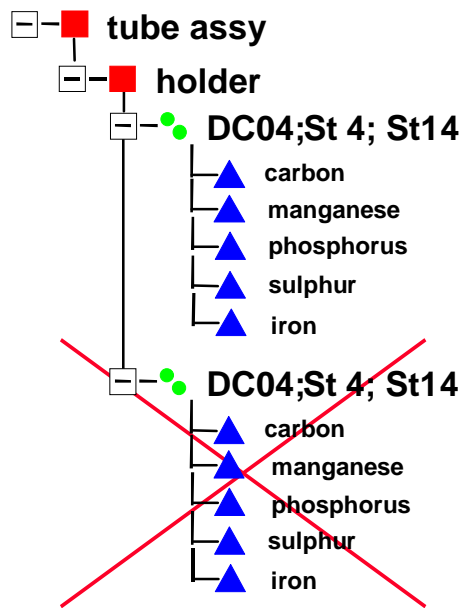 tube assy
holder
DC04;St 4; St14
carbon
manganese
phosphorus
sulphur
iron
DC04;St 4; St14
carbon
manganese
phosphorus
sulphur
iron